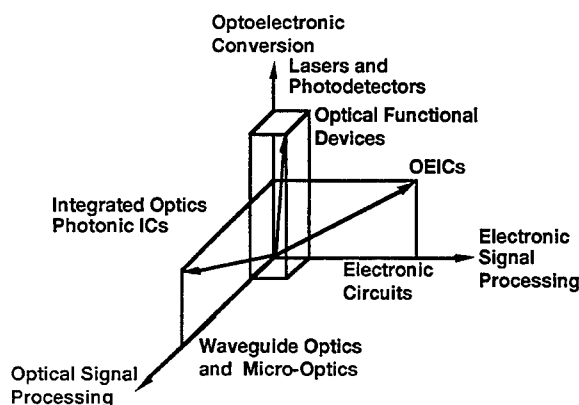 Optoelectronic
Conversion
Lasers and
Photodetectors
Optical Functional
Devices
OEICs
Integrated Optics
Photonic ICs
Electronic
Signal
Processing
Electronic
Circuits
Waveguide Optics
and Micro-Optics
Optical Signal
Processing